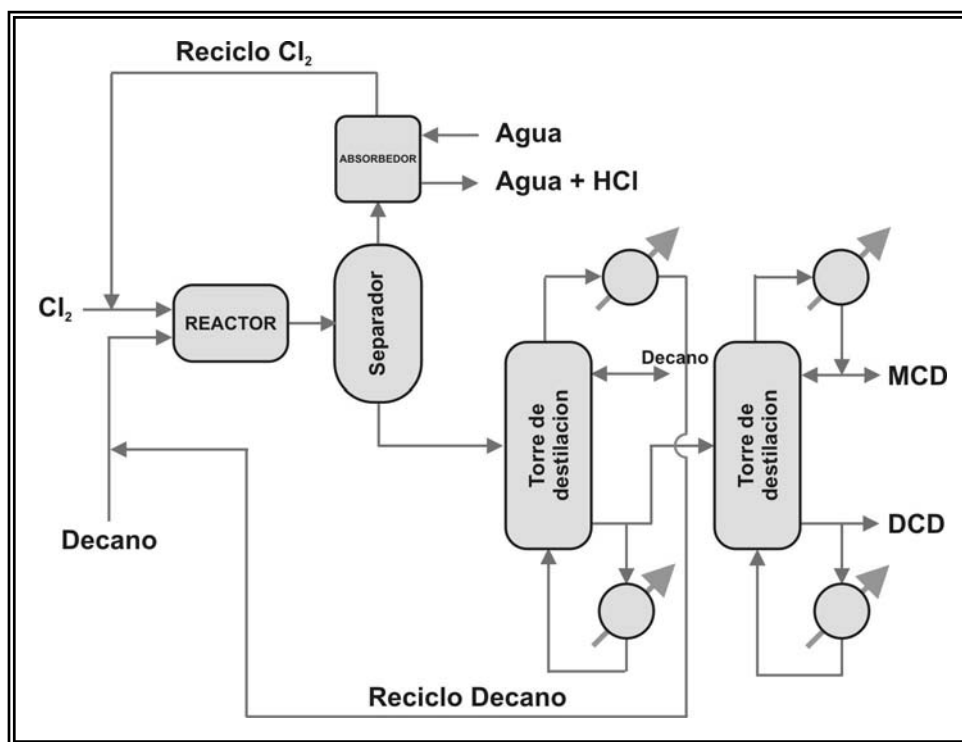 Reciclo Cl₂
Agua
ABSORBEDOR
Agua + HCl
Cl₂
REACTOR
Separador
Decano
Torre de
destilacion
Torre de
destilacion
MCD
DCD
Decano
Reciclo Decano